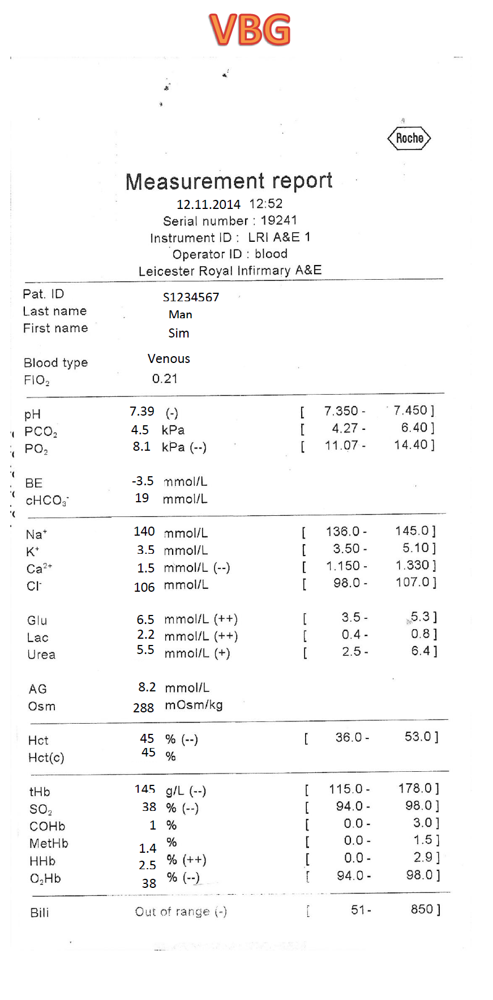 VBG
Roche
Measurement report
12.11.2014 12:52
Serial number : 19241
Instrument ID : LRI A&E 1
Operator ID : blood
Leicester Royal Infirmary A&E
Pat. ID S1234567
Last name Man
First name Sim
Blood type Venous
FIO₂ 0.21
pH 7.39 (-) [ 7.350 - 7.450 ]
PCO₂ 4.5 kPa [ 4.27 - 6.40 ]
PO₂ 8.1 kPa (--) [ 11.07 - 14.40 ]
BE -3.5 mmol/L
cHCO₃⁻ 19 mmol/L
Na⁺ 140 mmol/L [ 136.0 - 145.0 ]
K⁺ 3.5 mmol/L [ 3.50 - 5.10 ]
Ca²⁺ 1.5 mmol/L (--) [ 1.150 - 1.330 ]
Cl⁻ 106 mmol/L [ 98.0 - 107.0 ]
Glu 6.5 mmol/L (++) [ 3.5 - 5.3 ]
Lac 2.2 mmol/L (++) [ 0.4 - 0.8 ]
Urea 5.5 mmol/L (+) [ 2.5 - 6.4 ]
AG 8.2 mmol/L
Osm 288 mOsm/kg
Hct 45 % (--) [ 36.0 - 53.0 ]
Hct(c) 45 %
tHb 145 g/L (--) [ 115.0 - 178.0 ]
SO₂ 38 % (--) [ 94.0 - 98.0 ]
COHb 1 % [ 0.0 - 3.0 ]
MetHb 1.4 % [ 0.0 - 1.5 ]
HHb 2.5 % (++) [ 0.0 - 2.9 ]
O₂Hb 38 % (--) [ 94.0 - 98.0 ]
Bili Out of range (-) [ 51 - 850 ]